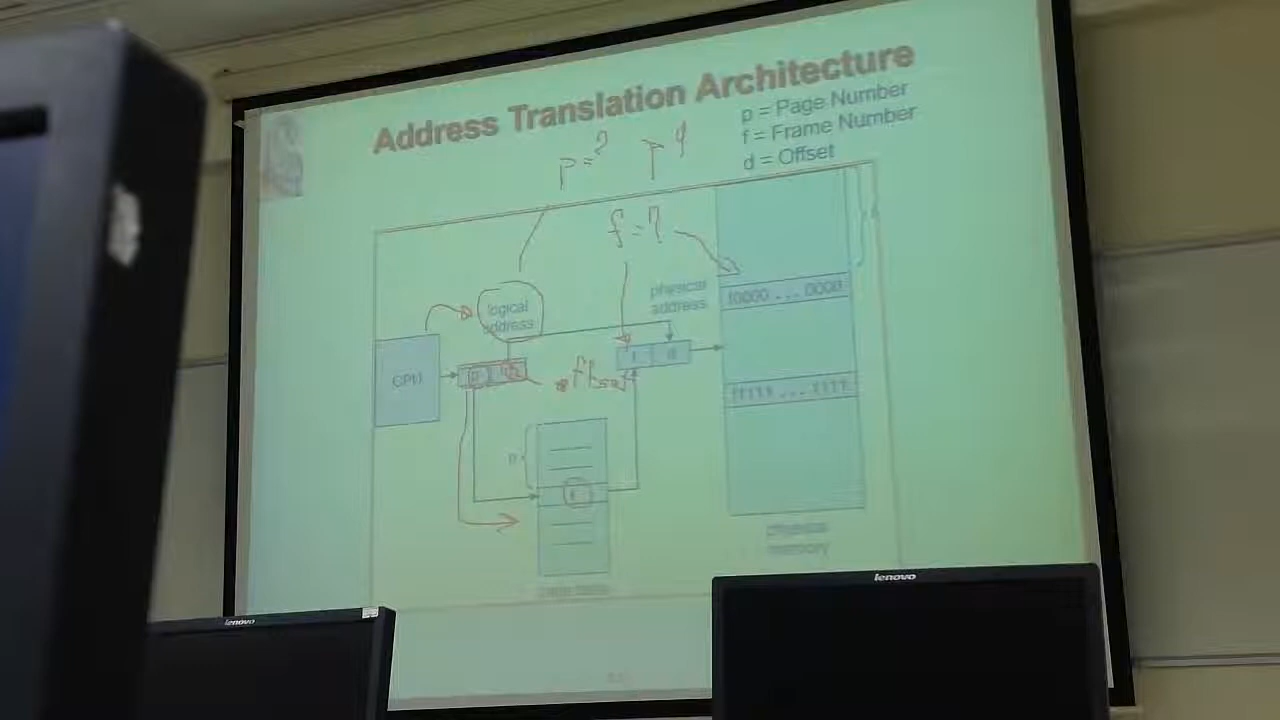 Address Translation Architecture
p = Page Number
f = Frame Number
d = Offset
p = ?
f = ?
logical
address
physical
address
f0000 ... 0000
CPU
p
f
d
offset
f1111 ... 1111
p
f
physical
memory
lenovo
lenovo